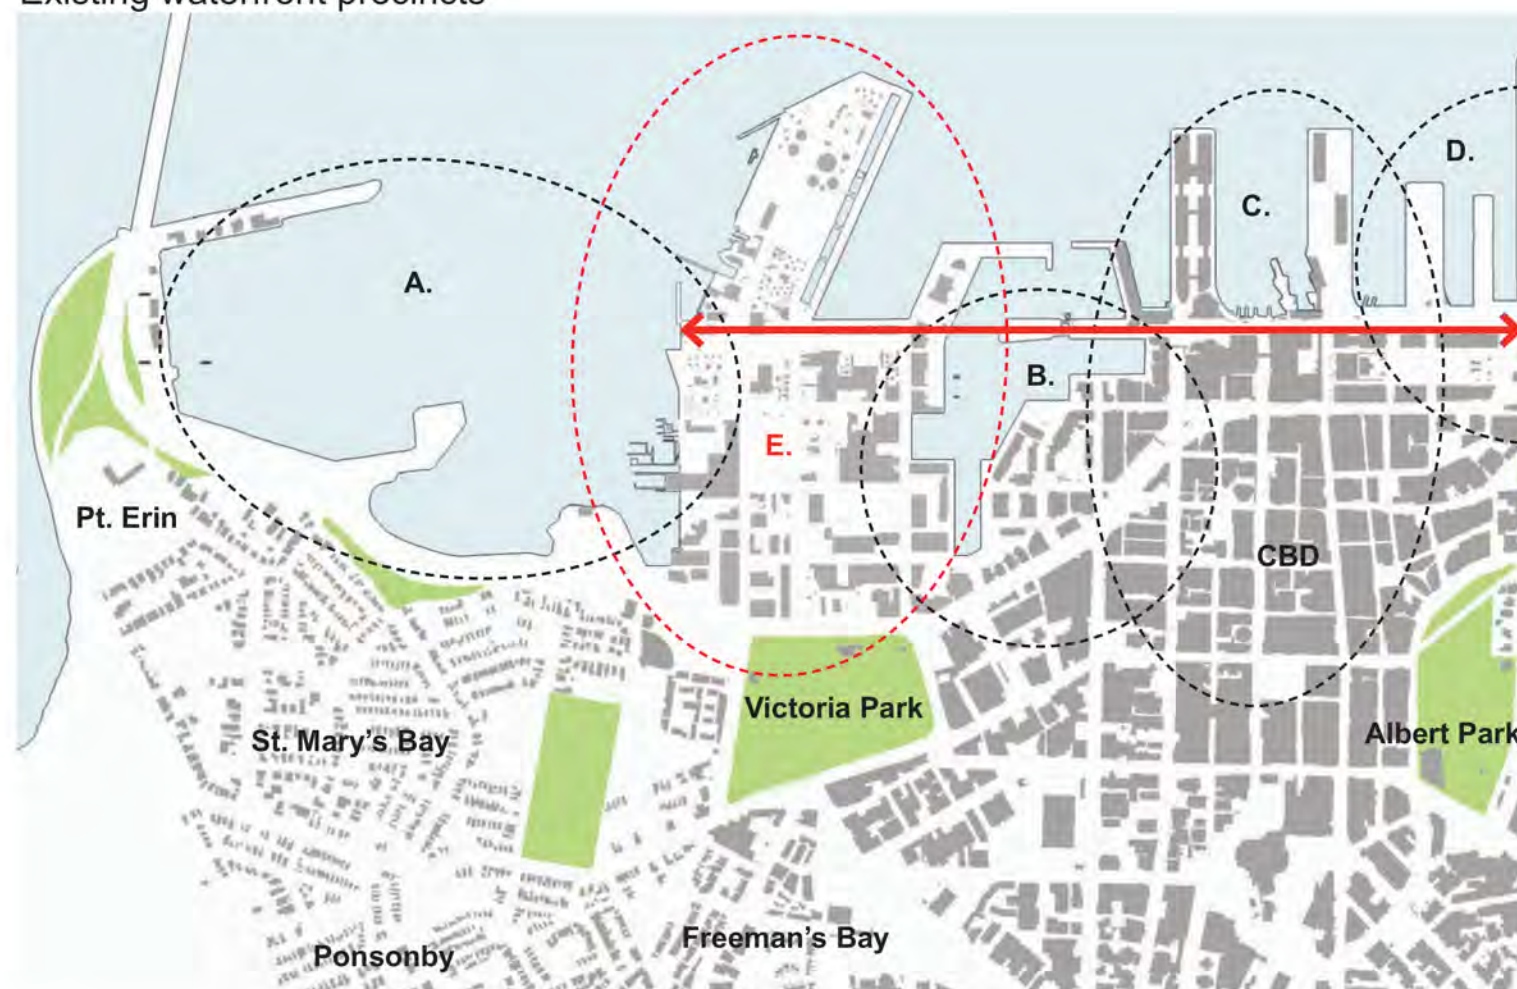 Existing waterfront precincts
D.
C.
A.
B.
E.
Pt. Erin
CBD
Victoria Park
Albert Park
St. Mary's Bay
Freeman's Bay
Ponsonby